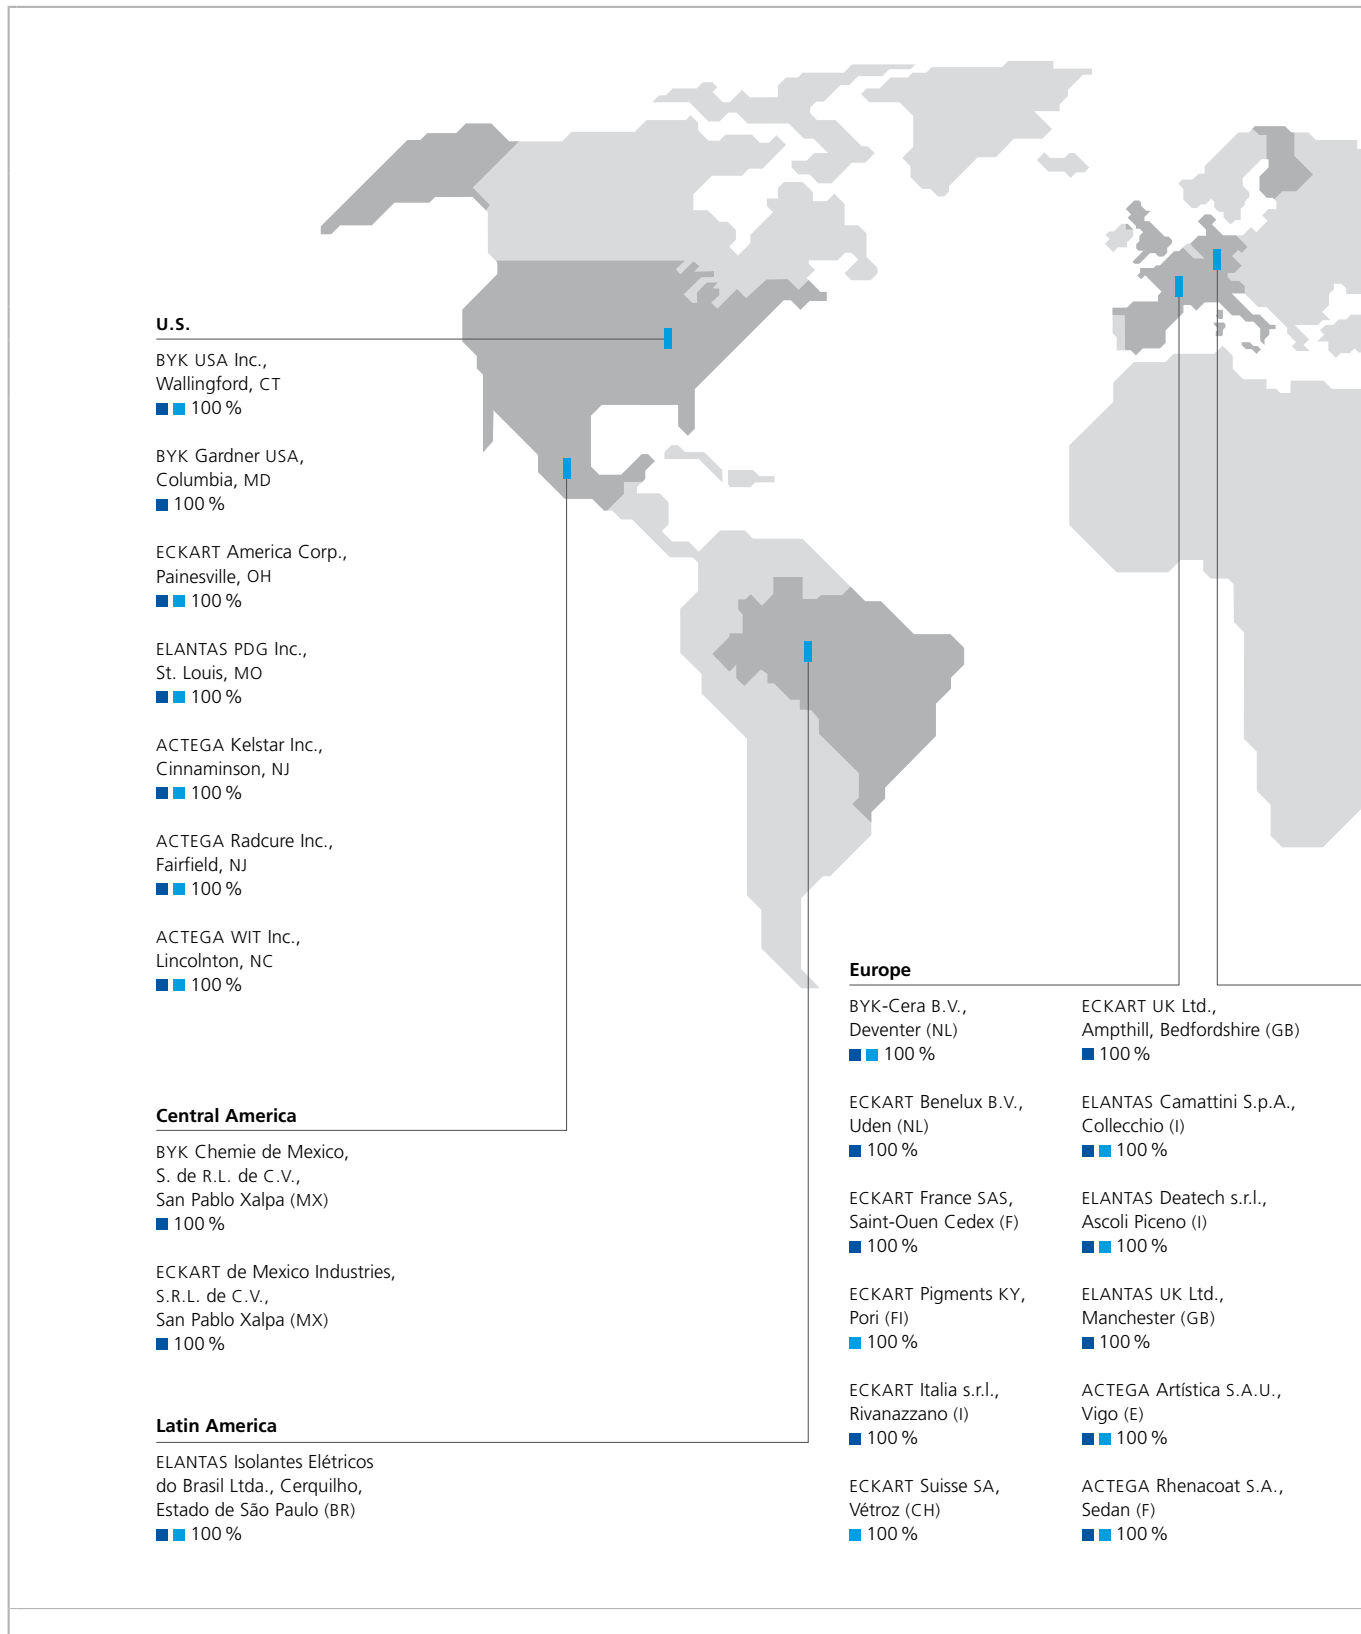 U.S.
BYK USA Inc.,
Wallingford, CT
100 %
BYK Gardner USA,
Columbia, MD
100 %
ECKART America Corp.,
Painesville, OH
100 %
ELANTAS PDG Inc.,
St. Louis, MO
100 %
ACTEGA Kelstar Inc.,
Cinnaminson, NJ
100 %
ACTEGA Radcure Inc.,
Fairfield, NJ
100 %
ACTEGA WIT Inc.,
Lincolnton, NC
100 %
Central America
BYK Chemie de Mexico,
S. de R.L. de C.V.,
San Pablo Xalpa (MX)
100 %
ECKART de Mexico Industries,
S.R.L. de C.V.,
San Pablo Xalpa (MX)
100 %
Latin America
ELANTAS Isolantes Elétricos
do Brasil Ltda., Cerquilho,
Estado de São Paulo (BR)
100 %
Europe
BYK-Cera B.V.,
Deventer (NL)
100 %
ECKART Benelux B.V.,
Uden (NL)
100 %
ECKART France SAS,
Saint-Ouen Cedex (F)
100 %
ECKART Pigments KY,
Pori (FI)
100 %
ECKART Italia s.r.l.,
Rivanazzano (I)
100 %
ECKART Suisse SA,
Vétroz (CH)
100 %
ECKART UK Ltd.,
Ampthill, Bedfordshire (GB)
100 %
ELANTAS Camattini S.p.A.,
Collecchio (I)
100 %
ELANTAS Deatech s.r.l.,
Ascoli Piceno (I)
100 %
ELANTAS UK Ltd.,
Manchester (GB)
100 %
ACTEGA Artística S.A.U.,
Vigo (E)
100 %
ACTEGA Rhenacoat S.A.,
Sedan (F)
100 %